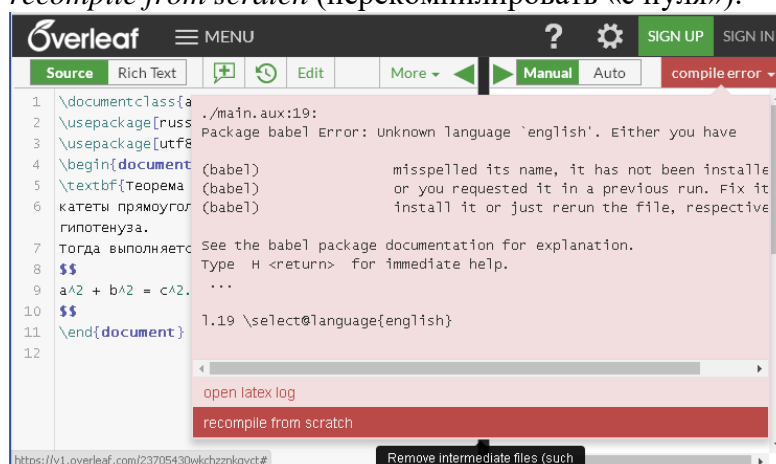 recompile from scratch (перекомпилировать «с нуля»).
Overleaf MENU ? SIGN UP SIGN IN
Source Rich Text Edit More Manual Auto compile error
1 \documentclass{a
2 \usepackage[russ
3 \usepackage[utf8
4 \begin{document
5 \textbf{Теорема
6 катеты прямоугол
гипотенуза.
7 Тогда выполняетс
8 $$
9 a^2 + b^2 = c^2.
10 $$
11 \end{document}
12
./main.aux:19:
Package babel Error: Unknown language `english'. Either you have
(babel) misspelled its name, it has not been installe
(babel) or you requested it in a previous run. Fix it
(babel) install it or just rerun the file, respective
See the babel package documentation for explanation.
Type H <return> for immediate help.
...
l.19 \select@language{english}
open latex log
recompile from scratch
https://v1.overleaf.com/23705430wkchzznkgvct#
Remove intermediate files (such